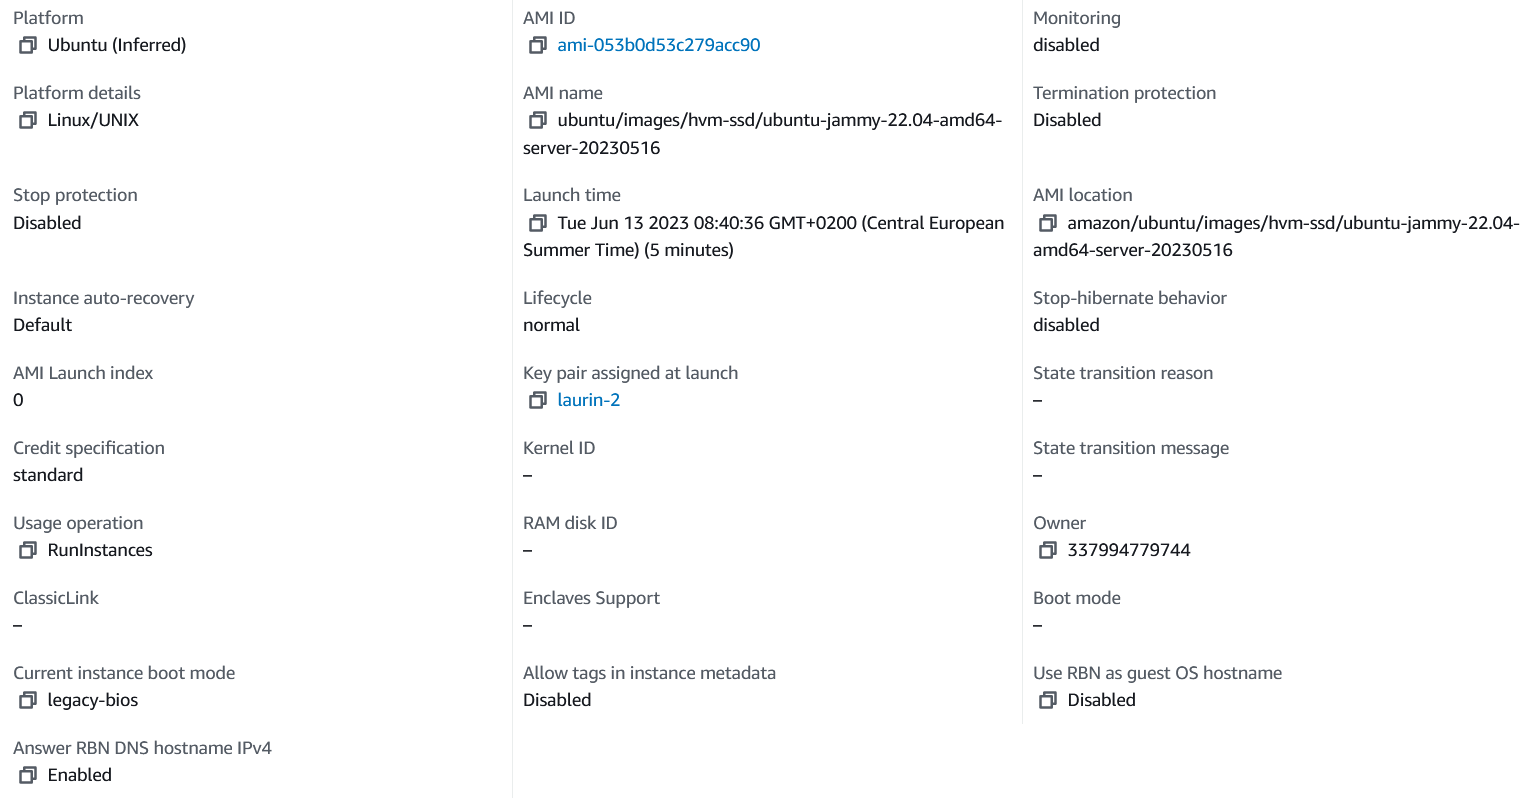 Platform
Ubuntu (Inferred)
AMI ID
ami-053b0d53c279acc90
Monitoring
disabled
Platform details
Linux/UNIX
AMI name
ubuntu/images/hvm-ssd/ubuntu-jammy-22.04-amd64-
server-20230516
Termination protection
Disabled
Stop protection
Disabled
Launch time
Tue Jun 13 2023 08:40:36 GMT+0200 (Central European
Summer Time) (5 minutes)
AMI location
amazon/ubuntu/images/hvm-ssd/ubuntu-jammy-22.04-
amd64-server-20230516
Instance auto-recovery
Default
Lifecycle
normal
Stop-hibernate behavior
disabled
AMI Launch index
0
Key pair assigned at launch
laurin-2
State transition reason
–
Credit specification
standard
Kernel ID
–
State transition message
–
Usage operation
RunInstances
RAM disk ID
–
Owner
337994779744
ClassicLink
–
Enclaves Support
–
Boot mode
–
Current instance boot mode
legacy-bios
Allow tags in instance metadata
Disabled
Use RBN as guest OS hostname
Disabled
Answer RBN DNS hostname IPv4
Enabled